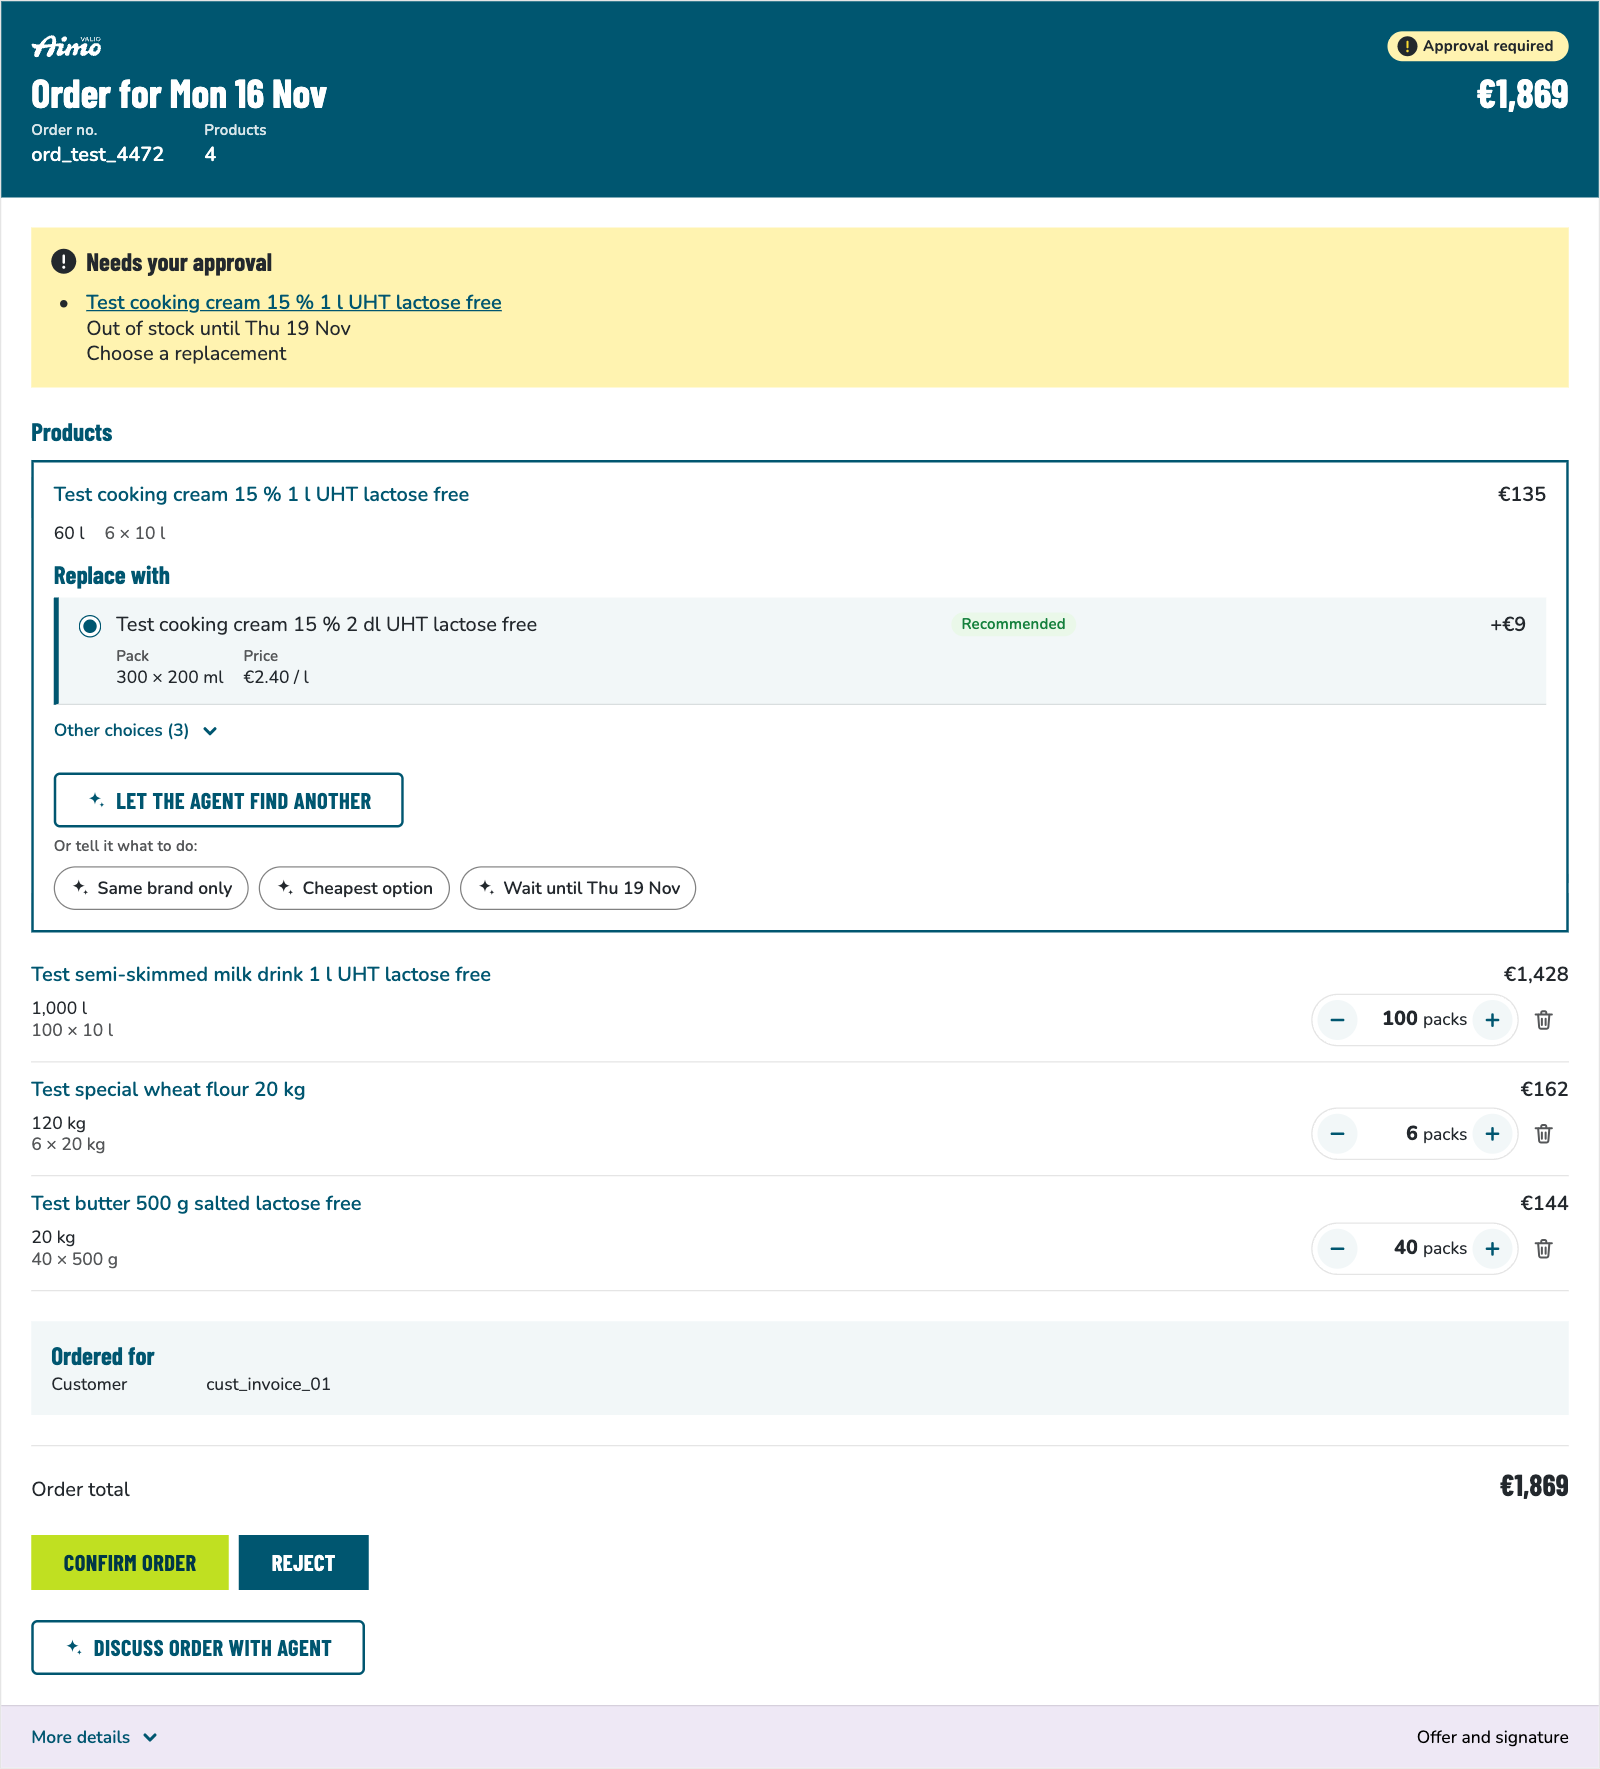 VALIO
Aimo
Approval required
Order for Mon 16 Nov
€1,869
Order no.
Products
ord_test_4472
4
Needs your approval
• Test cooking cream 15 % 1 l UHT lactose free
Out of stock until Thu 19 Nov
Choose a replacement
Products
Test cooking cream 15 % 1 l UHT lactose free
€135
60 l 6 × 10 l
Replace with
Test cooking cream 15 % 2 dl UHT lactose free
Recommended
+€9
Pack
Price
300 × 200 ml
€2.40 / l
Other choices (3)
LET THE AGENT FIND ANOTHER
Or tell it what to do:
Same brand only
Cheapest option
Wait until Thu 19 Nov
Test semi-skimmed milk drink 1 l UHT lactose free
€1,428
1,000 l
100 × 10 l
− 100 packs +
Test special wheat flour 20 kg
€162
120 kg
6 × 20 kg
− 6 packs +
Test butter 500 g salted lactose free
€144
20 kg
40 × 500 g
− 40 packs +
Ordered for
Customer
cust_invoice_01
Order total
€1,869
CONFIRM ORDER
REJECT
DISCUSS ORDER WITH AGENT
More details
Offer and signature